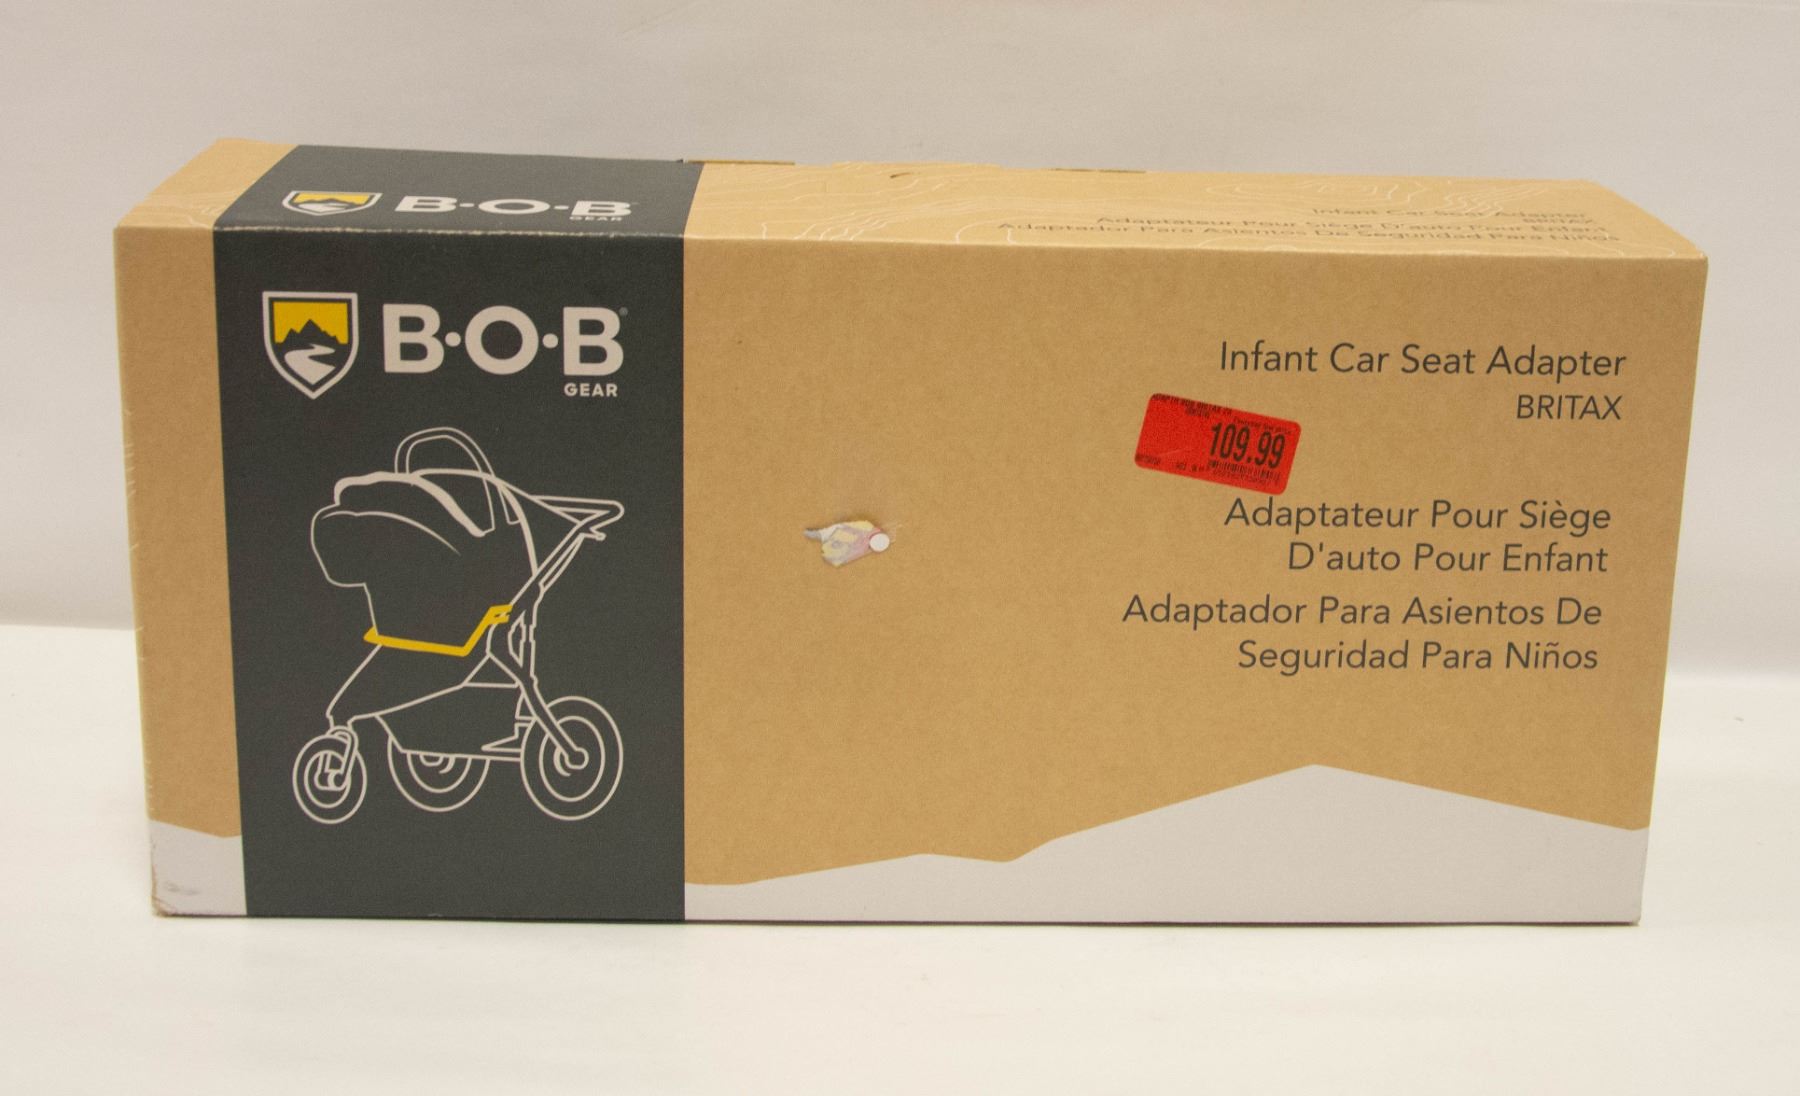 B·O·B
GEAR
Infant Car Seat Adapter
BRITAX
Adaptateur Pour Siège D'auto Pour Enfant
Adaptador Para Asientos De Seguridad Para Niños
B·O·B®
GEAR
Infant Car Seat Adapter
BRITAX
109.99
Adaptateur Pour Siège
D'auto Pour Enfant
Adaptador Para Asientos De
Seguridad Para Niños